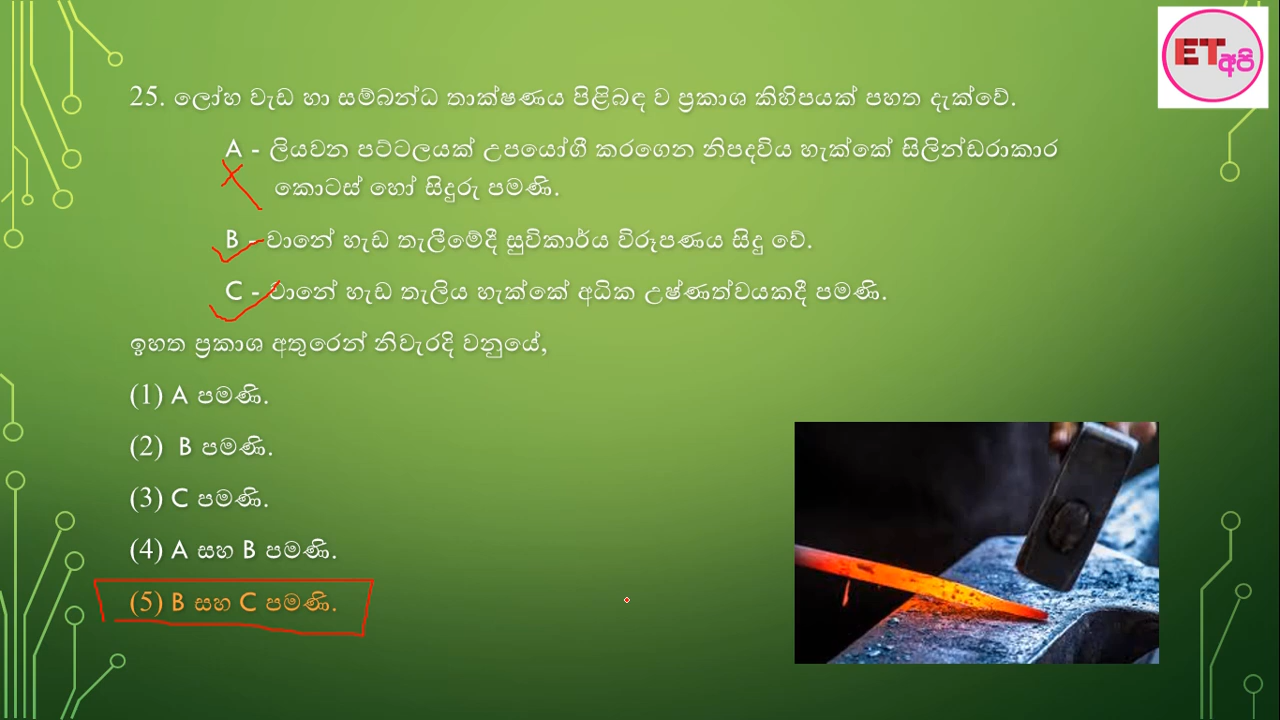 ET අපි
25. ලෝහ වැඩ හා සම්බන්ධ තාක්ෂණය පිළිබඳ ව ප්‍රකාශ කිහිපයක් පහත දැක්වේ.
A - ලියවන පට්ටලයක් උපයෝගී කරගෙන නිපදවිය හැක්කේ සිලින්ඩරාකාර
කොටස් හෝ සිදුරු පමණි.
B - වානේ හැඩ තැලීමේදී සුවිකාර්ය විරූපණය සිදු වේ.
C - වානේ හැඩ තැලිය හැක්කේ අධික උෂ්ණත්වයකදී පමණි.
ඉහත ප්‍රකාශ අතුරෙන් නිවැරදි වනුයේ,
(1) A පමණි.
(2) B පමණි.
(3) C පමණි.
(4) A සහ B පමණි.
(5) B සහ C පමණි.